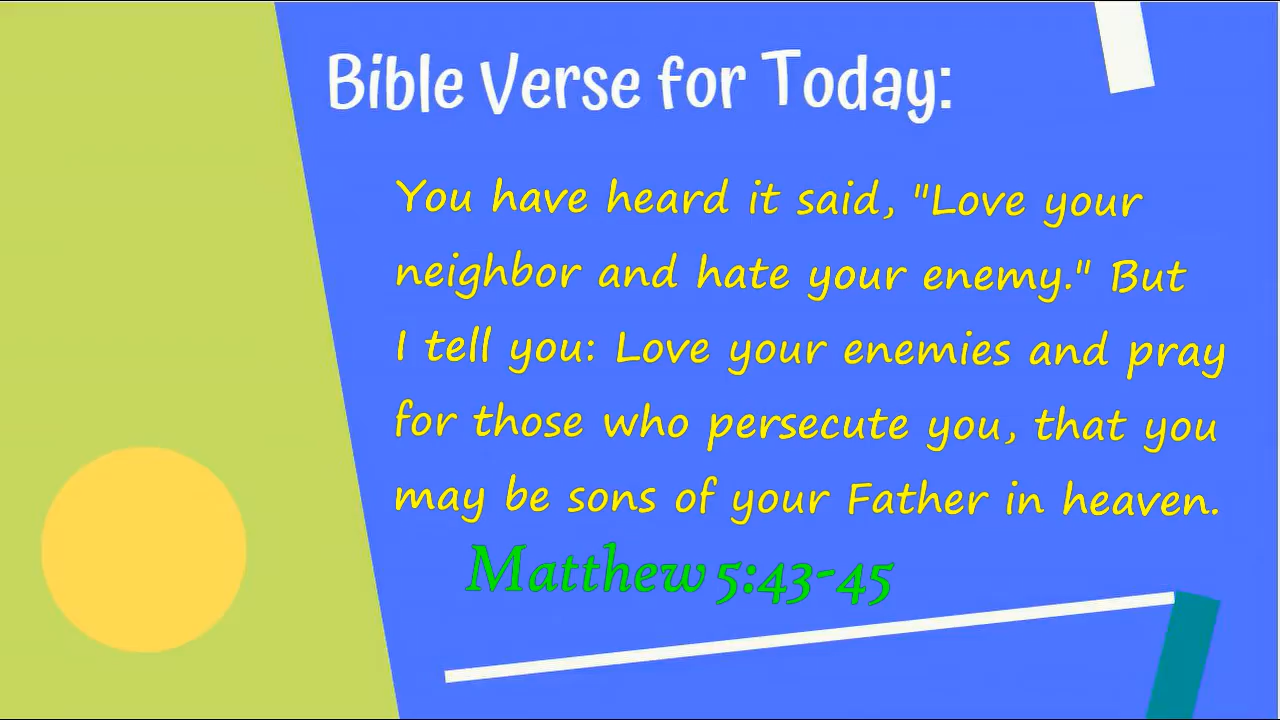 Bible Verse for Today:
You have heard it said, "Love your
neighbor and hate your enemy." But
I tell you: Love your enemies and pray
for those who persecute you, that you
may be sons of your Father in heaven.
Matthew 5:43-45